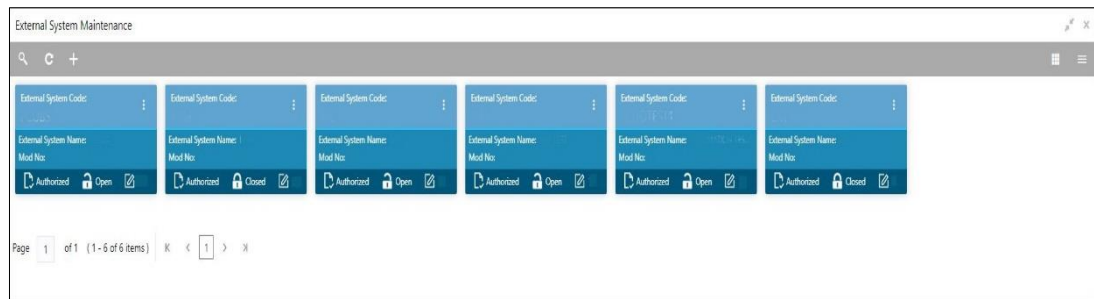 External System Maintenance
External System Code: External System Code: External System Code: External System Code: External System Code: External System Code:
External System Name: External System Name: External System Name: External System Name: External System Name: External System Name:
Mod No: Mod No: Mod No: Mod No: Mod No: Mod No:
Authorized Open Authorized Closed Authorized Open Authorized Open Authorized Open Authorized Closed
Page 1 of 1 (1 - 6 of 6 items) K < 1 > X